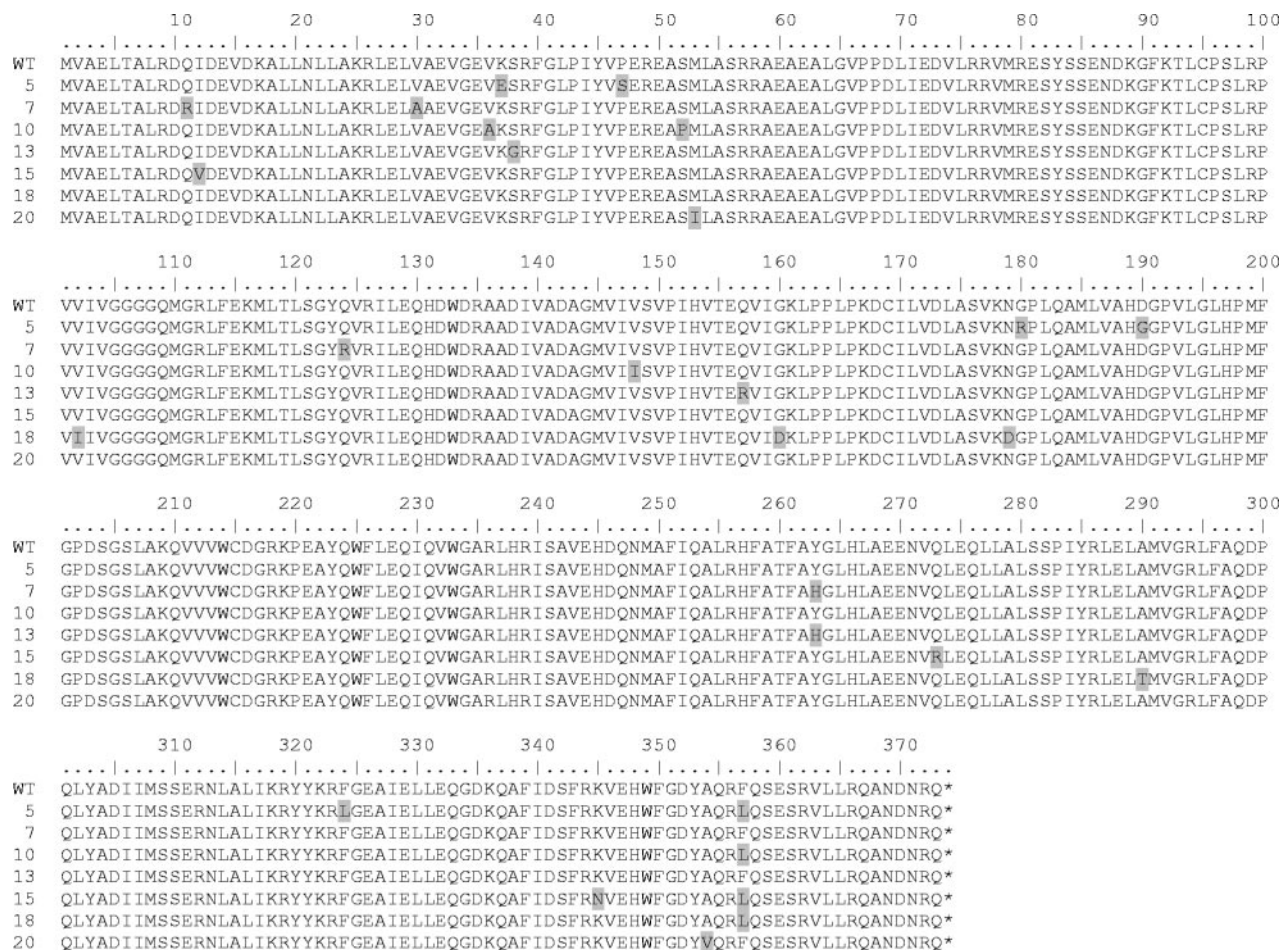 10 20 30 40 50 60 70 80 90 100
....|....|....|....|....|....|....|....|....|....|....|....|....|....|....|....|....|....|....|....|
WT MVAELTALRDQIDEVDKALLNLLAKRLELVAEVGEVKSRFGLPIYVPEREASMLASRRAEAEALGVPPDLIEDVLRRVMRESYSSENDKGFKTLCPSLRP
5 MVAELTALRDQIDEVDKALLNLLAKRLELVAEVGEVESRFGLPIYVSEREASMLASRRAEAEALGVPPDLIEDVLRRVMRESYSSENDKGFKTLCPSLRP
7 MVAELTALRDRIDEVDKALLNLLAKRLELAAEVGEVKSRFGLPIYVPEREASMLASRRAEAEALGVPPDLIEDVLRRVMRESYSSENDKGFKTLCPSLRP
10 MVAELTALRDQIDEVDKALLNLLAKRLELVAEVGEAKSRFGLPIYVPEREAPMLASRRAEAEALGVPPDLIEDVLRRVMRESYSSENDKGFKTLCPSLRP
13 MVAELTALRDQIDEVDKALLNLLAKRLELVAEVGEVKGRFGLPIYVPEREASMLASRRAEAEALGVPPDLIEDVLRRVMRESYSSENDKGFKTLCPSLRP
15 MVAELTALRDQVDEVDKALLNLLAKRLELVAEVGEVKSRFGLPIYVPEREASMLASRRAEAEALGVPPDLIEDVLRRVMRESYSSENDKGFKTLCPSLRP
18 MVAELTALRDQIDEVDKALLNLLAKRLELVAEVGEVKSRFGLPIYVPEREASMLASRRAEAEALGVPPDLIEDVLRRVMRESYSSENDKGFKTLCPSLRP
20 MVAELTALRDQIDEVDKALLNLLAKRLELVAEVGEVKSRFGLPIYVPEREASILASRRAEAEALGVPPDLIEDVLRRVMRESYSSENDKGFKTLCPSLRP
110 120 130 140 150 160 170 180 190 200
....|....|....|....|....|....|....|....|....|....|....|....|....|....|....|....|....|....|....|....|
WT VVIVGGGGQMGRLFEKMLTLSGYQVRILEQHDWDRAADIVADAGMVIVSVPIHVTEQVIGKLPPLPKDCILVDLASVKNGPLQAMLVAHDGPVLGLHPMF
5 VVIVGGGGQMGRLFEKMLTLSGYQVRILEQHDWDRAADIVADAGMVIVSVPIHVTEQVIGKLPPLPKDCILVDLASVKNRPLQAMLVAHGGPVLGLHPMF
7 VVIVGGGGQMGRLFEKMLTLSGYRVRILEQHDWDRAADIVADAGMVIVSVPIHVTEQVIGKLPPLPKDCILVDLASVKNGPLQAMLVAHDGPVLGLHPMF
10 VVIVGGGGQMGRLFEKMLTLSGYQVRILEQHDWDRAADIVADAGMVIISVPIHVTEQVIGKLPPLPKDCILVDLASVKNGPLQAMLVAHDGPVLGLHPMF
13 VVIVGGGGQMGRLFEKMLTLSGYQVRILEQHDWDRAADIVADAGMVIVSVPIHVTERVIGKLPPLPKDCILVDLASVKNGPLQAMLVAHDGPVLGLHPMF
15 VVIVGGGGQMGRLFEKMLTLSGYQVRILEQHDWDRAADIVADAGMVIVSVPIHVTEQVIGKLPPLPKDCILVDLASVKNGPLQAMLVAHDGPVLGLHPMF
18 VIIVGGGGQMGRLFEKMLTLSGYQVRILEQHDWDRAADIVADAGMVIVSVPIHVTEQVIDKLPPLPKDCILVDLASVKDGPLQAMLVAHDGPVLGLHPMF
20 VVIVGGGGQMGRLFEKMLTLSGYQVRILEQHDWDRAADIVADAGMVIVSVPIHVTEQVIGKLPPLPKDCILVDLASVKNGPLQAMLVAHDGPVLGLHPMF
210 220 230 240 250 260 270 280 290 300
....|....|....|....|....|....|....|....|....|....|....|....|....|....|....|....|....|....|....|....|
WT GPDSGSLAKQVVVWCDGRKPEAYQWFLEQIQVWGARLHRISAVEHDQNMAFIQALRHFATFAYGLHLAEENVQLEQLLALSSPIYRLELAMVGRLFAQDP
5 GPDSGSLAKQVVVWCDGRKPEAYQWFLEQIQVWGARLHRISAVEHDQNMAFIQALRHFATFAYGLHLAEENVQLEQLLALSSPIYRLELAMVGRLFAQDP
7 GPDSGSLAKQVVVWCDGRKPEAYQWFLEQIQVWGARLHRISAVEHDQNMAFIQALRHFATFAHGLHLAEENVQLEQLLALSSPIYRLELAMVGRLFAQDP
10 GPDSGSLAKQVVVWCDGRKPEAYQWFLEQIQVWGARLHRISAVEHDQNMAFIQALRHFATFAYGLHLAEENVQLEQLLALSSPIYRLELAMVGRLFAQDP
13 GPDSGSLAKQVVVWCDGRKPEAYQWFLEQIQVWGARLHRISAVEHDQNMAFIQALRHFATFAHGLHLAEENVQLEQLLALSSPIYRLELAMVGRLFAQDP
15 GPDSGSLAKQVVVWCDGRKPEAYQWFLEQIQVWGARLHRISAVEHDQNMAFIQALRHFATFAYGLHLAEENVRLEQLLALSSPIYRLELAMVGRLFAQDP
18 GPDSGSLAKQVVVWCDGRKPEAYQWFLEQIQVWGARLHRISAVEHDQNMAFIQALRHFATFAYGLHLAEENVQLEQLLALSSPIYRLELTMVGRLFAQDP
20 GPDSGSLAKQVVVWCDGRKPEAYQWFLEQIQVWGARLHRISAVEHDQNMAFIQALRHFATFAYGLHLAEENVQLEQLLALSSPIYRLELAMVGRLFAQDP
310 320 330 340 350 360 370
....|....|....|....|....|....|....|....|....|....|....|....|....|....|....
WT QLYADIIMSSERNLALIKRYYKRFGEAIELLEQGDKQAFIDSFRKVEHWFGDYAQRFQSESRVLLRQANDNRQ*
5 QLYADIIMSSERNLALIKRYYKRLGEAIELLEQGDKQAFIDSFRKVEHWFGDYAQRLQSESRVLLRQANDNRQ*
7 QLYADIIMSSERNLALIKRYYKRFGEAIELLEQGDKQAFIDSFRKVEHWFGDYAQRFQSESRVLLRQANDNRQ*
10 QLYADIIMSSERNLALIKRYYKRFGEAIELLEQGDKQAFIDSFRKVEHWFGDYAQRLQSESRVLLRQANDNRQ*
13 QLYADIIMSSERNLALIKRYYKRFGEAIELLEQGDKQAFIDSFRKVEHWFGDYAQRFQSESRVLLRQANDNRQ*
15 QLYADIIMSSERNLALIKRYYKRFGEAIELLEQGDKQAFIDSFRNVEHWFGDYAQRLQSESRVLLRQANDNRQ*
18 QLYADIIMSSERNLALIKRYYKRFGEAIELLEQGDKQAFIDSFRKVEHWFGDYAQRLQSESRVLLRQANDNRQ*
20 QLYADIIMSSERNLALIKRYYKRFGEAIELLEQGDKQAFIDSFRKVEHWFGDYVQRFQSESRVLLRQANDNRQ*